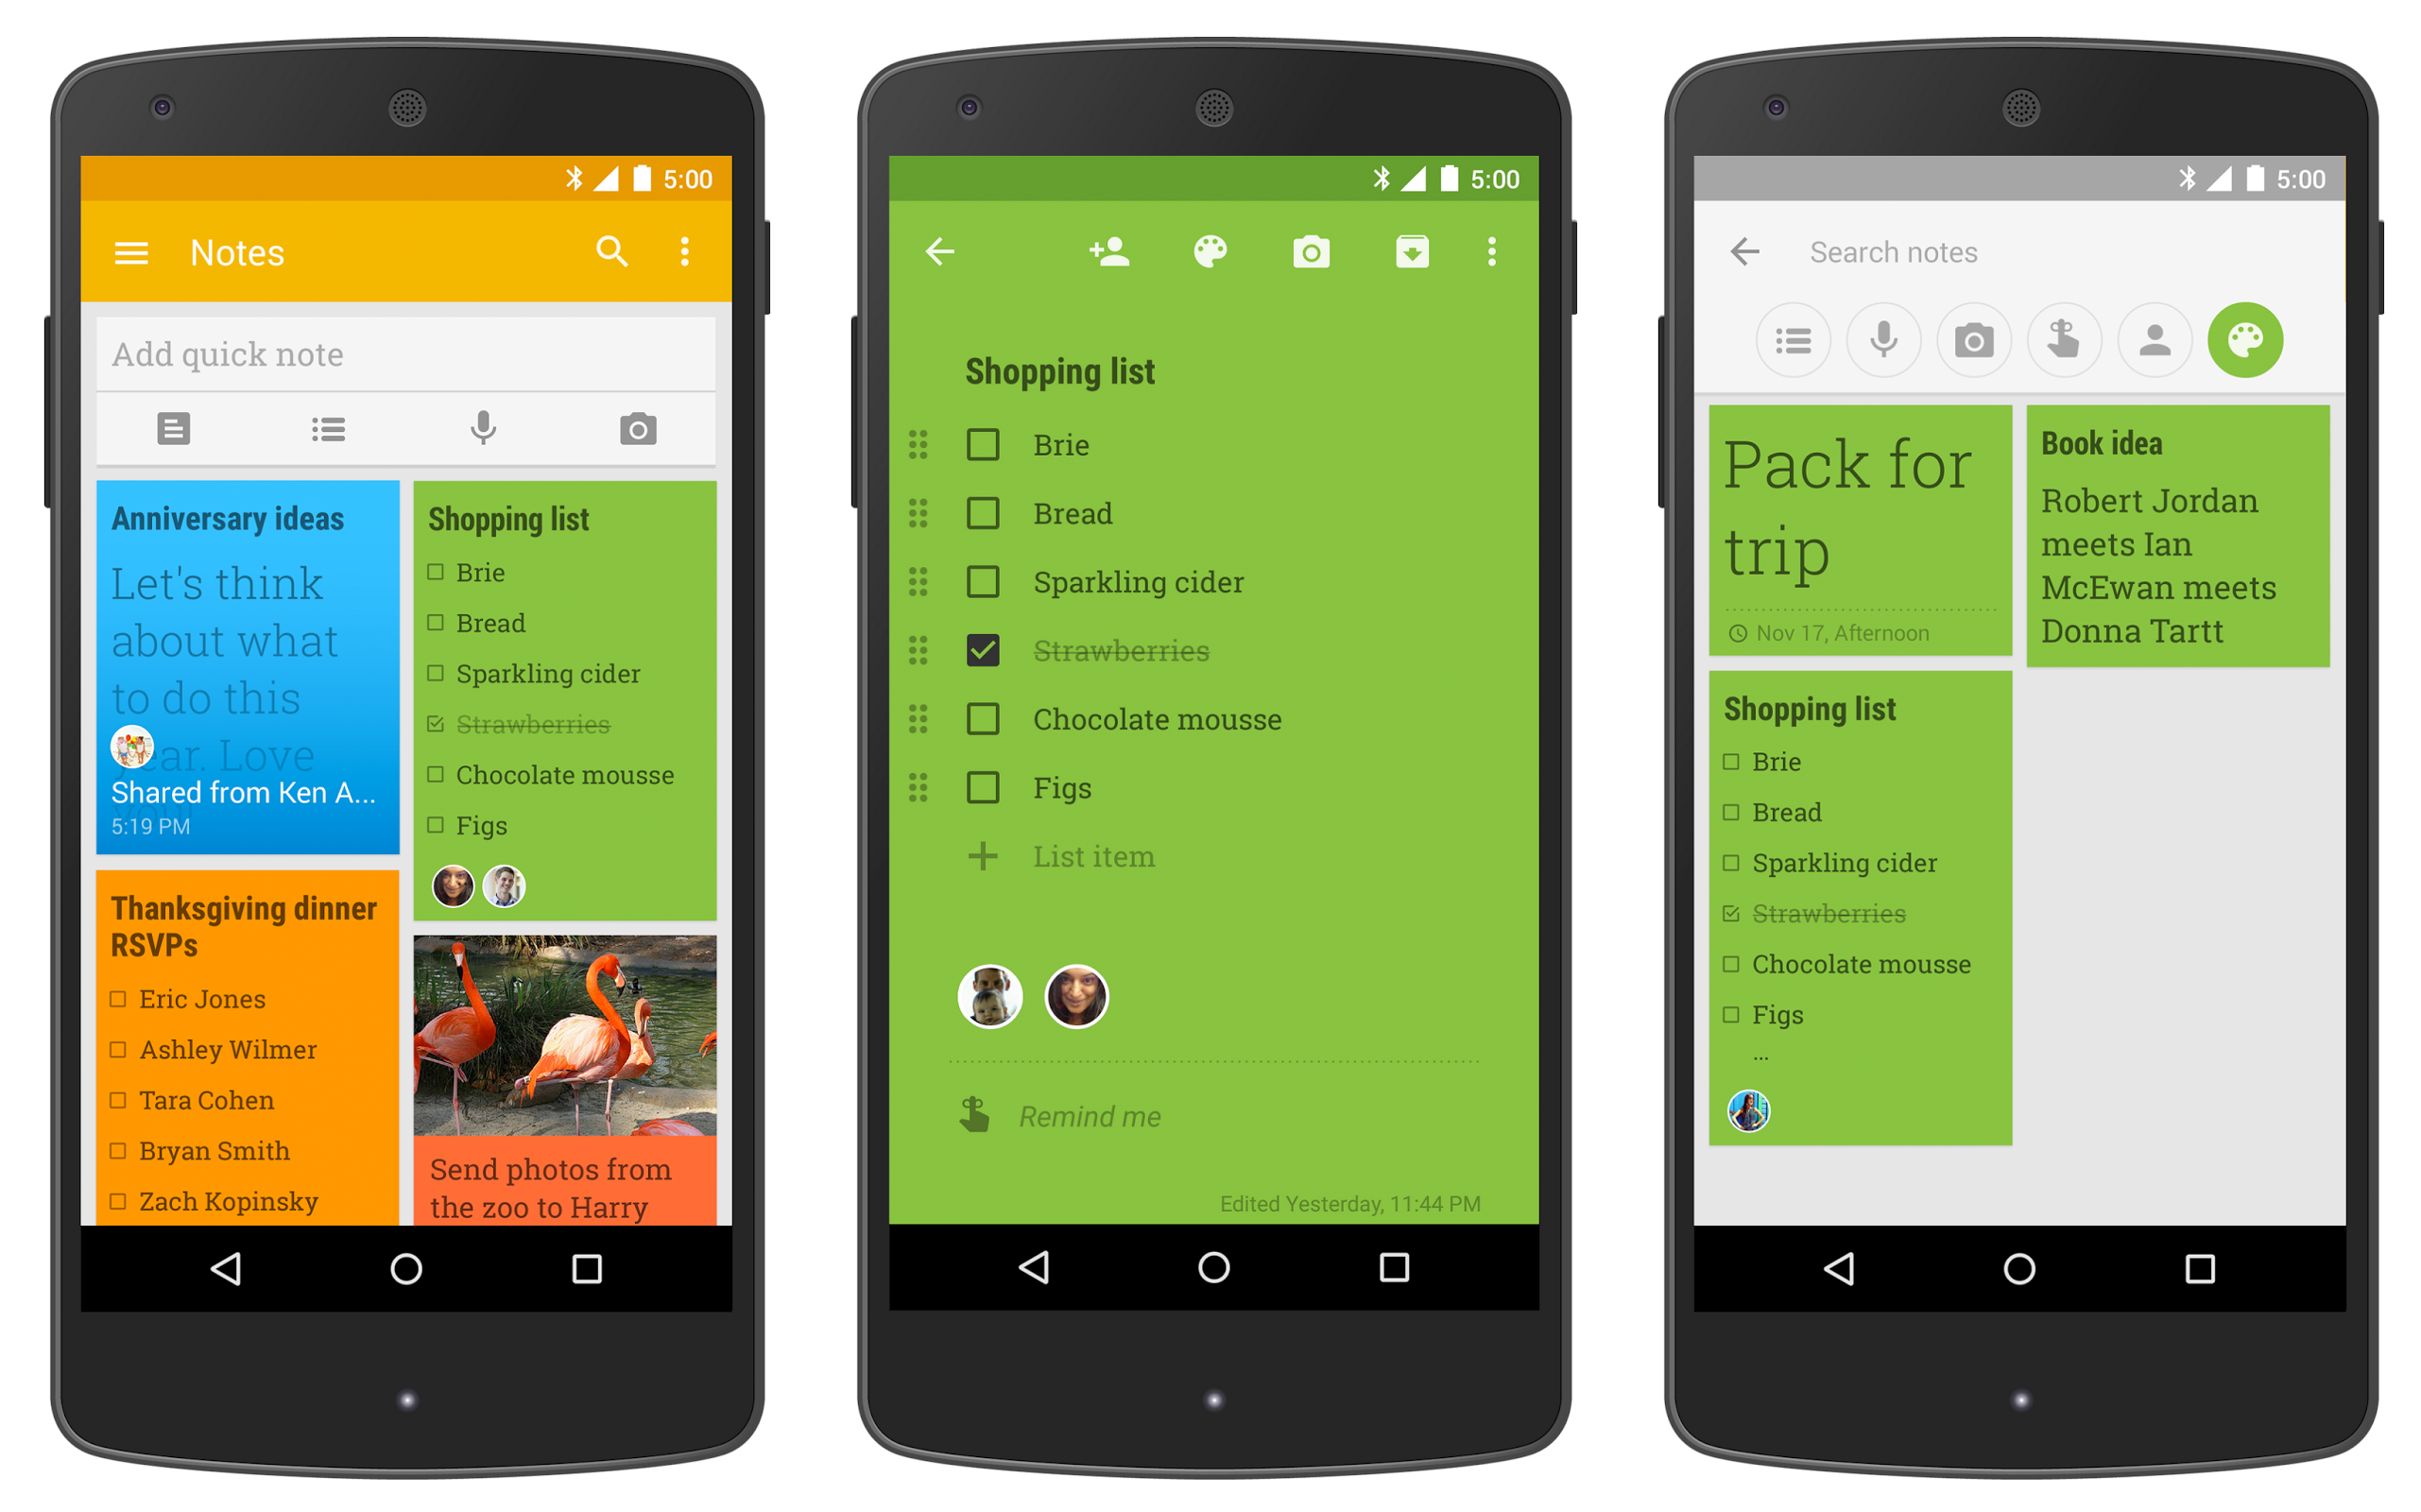 5:00
Notes
Add quick note
Anniversary ideas
Let's think
about what
to do this
year. Love
you!
Shared from Ken A...
5:19 PM
Thanksgiving dinner
RSVPs
Eric Jones
Ashley Wilmer
Tara Cohen
Bryan Smith
Zach Kopinsky
Shopping list
Brie
Bread
Sparkling cider
Strawberries
Chocolate mousse
Figs
Send photos from
the zoo to Harry
5:00
Shopping list
Brie
Bread
Sparkling cider
Strawberries
Chocolate mousse
Figs
List item
Remind me
Edited Yesterday, 11:44 PM
5:00
Search notes
Pack for
trip
Nov 17, Afternoon
Shopping list
Brie
Bread
Sparkling cider
Strawberries
Chocolate mousse
Figs
...
Book idea
Robert Jordan
meets Ian
McEwan meets
Donna Tartt